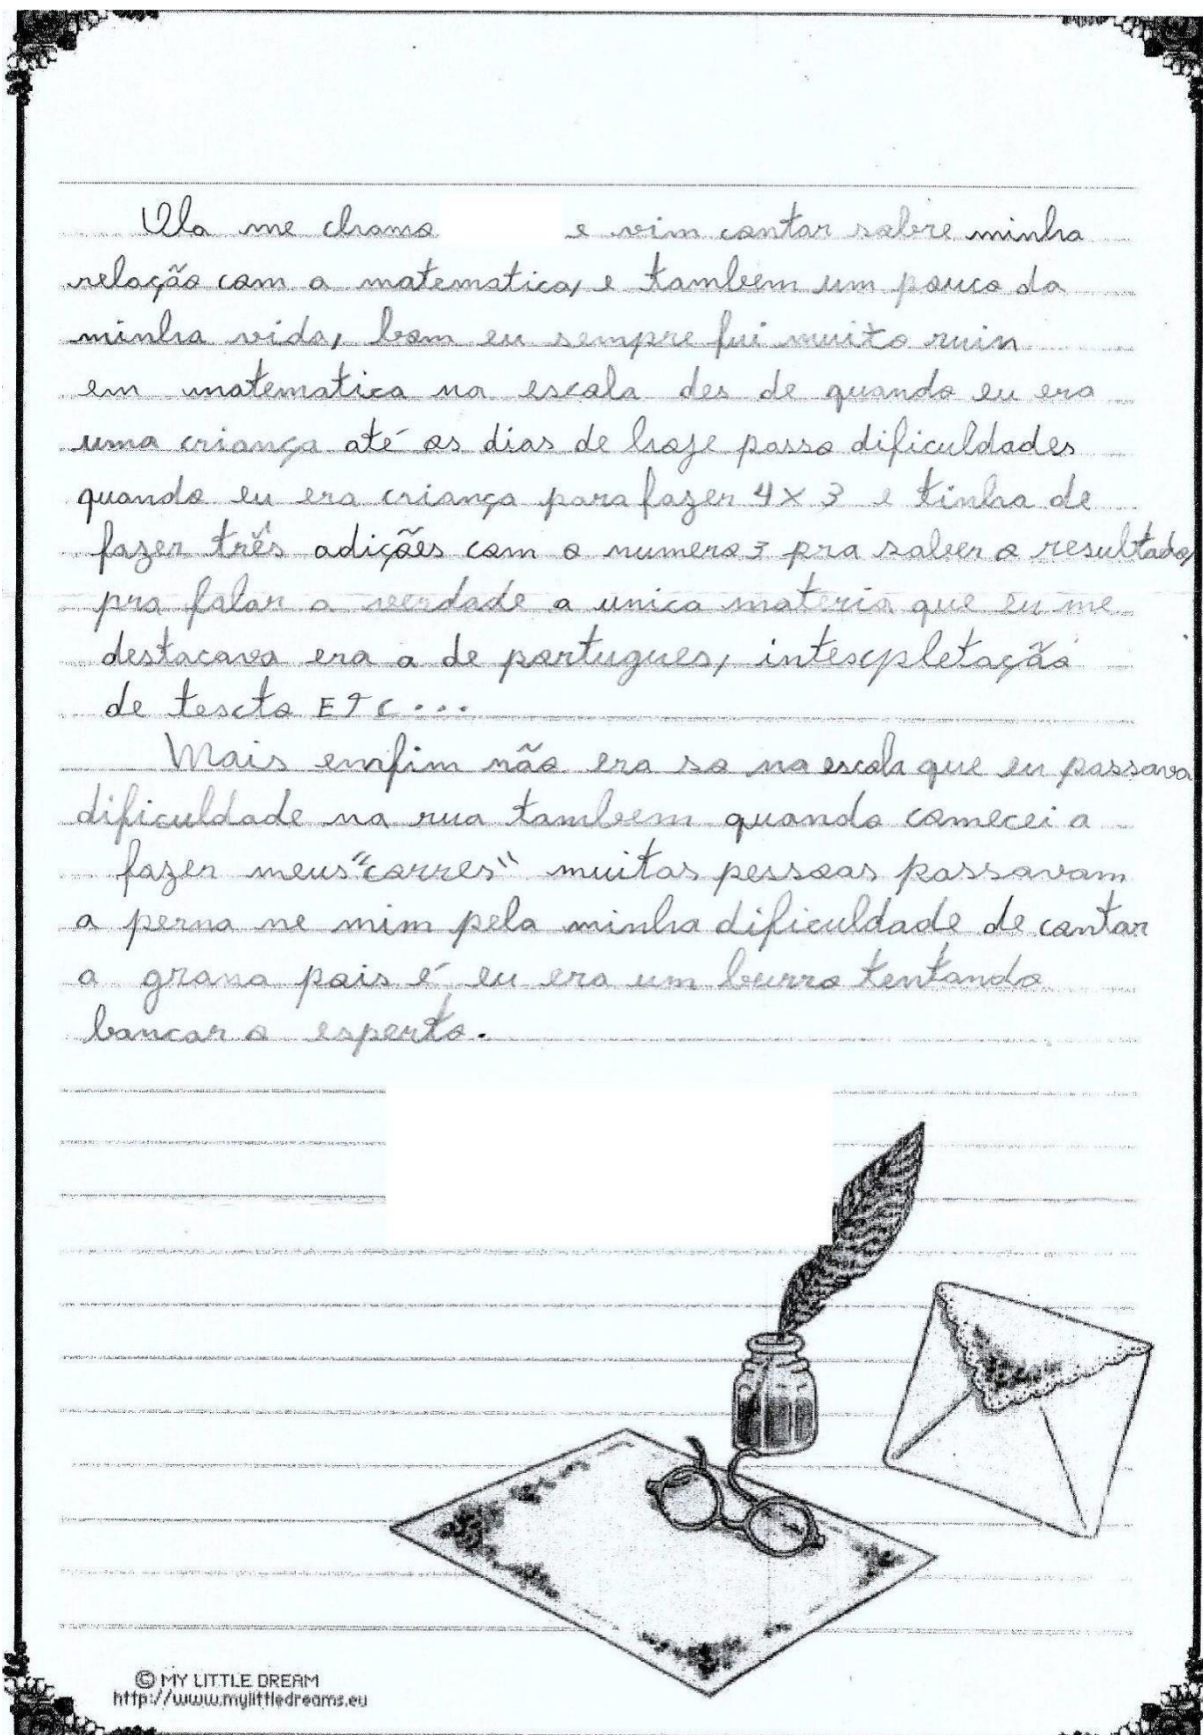 Ola me chamo e vim contar sobre minha
relação com a matematica, e tambem um pouco da
minha vida, bom eu sempre fui muito ruin
em matematica na escola des de quando eu era
uma criança até os dias de hoje passo dificuldades
quando eu era criança para fazer 4x3 e tinha de
fazer três adições com o numero 3 pra saber o resultado,
pra falar a verdade a unica materia que eu me
destacava era a de portugues, interpletação
de texto ETC...
Mais enfim não era so na escola que eu passava
dificuldade na rua tambem quando comecei a
fazer meus "corres" muitas pessoas passavam
a perna ne mim pela minha dificuldade de contar
a grana pois é eu era um burro tentando
bancar o esperto.
© MY LITTLE DREAM
http://www.mylittledreams.eu